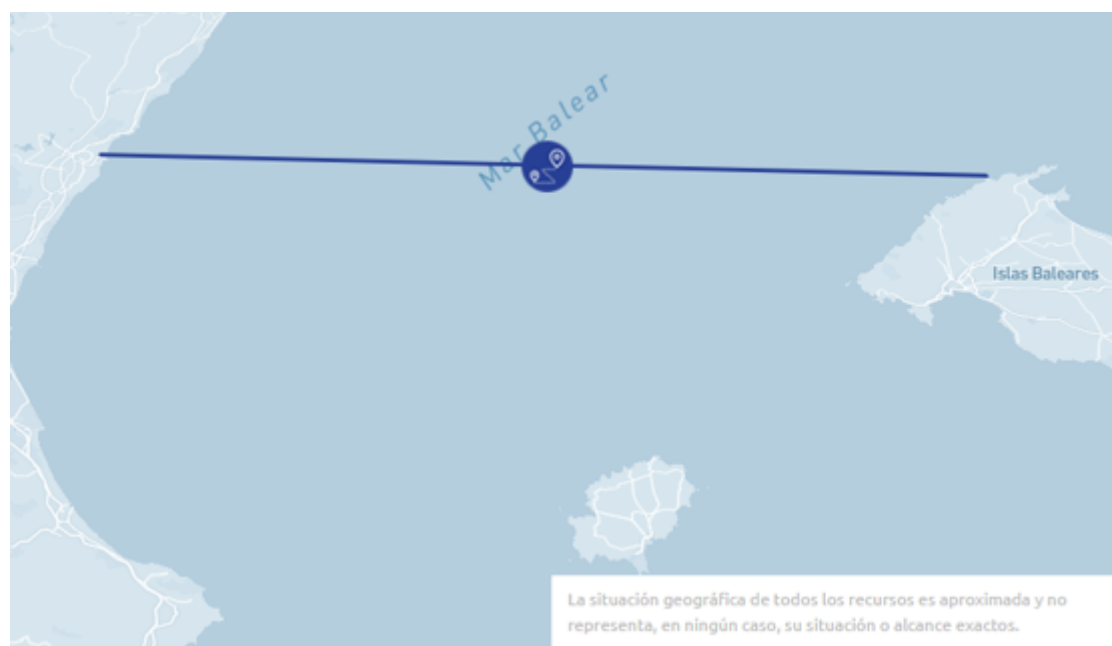 Mar Balear
Islas Baleares
La situación geográfica de todos los recursos es aproximada y no
representa, en ningún caso, su situación o alcance exactos.